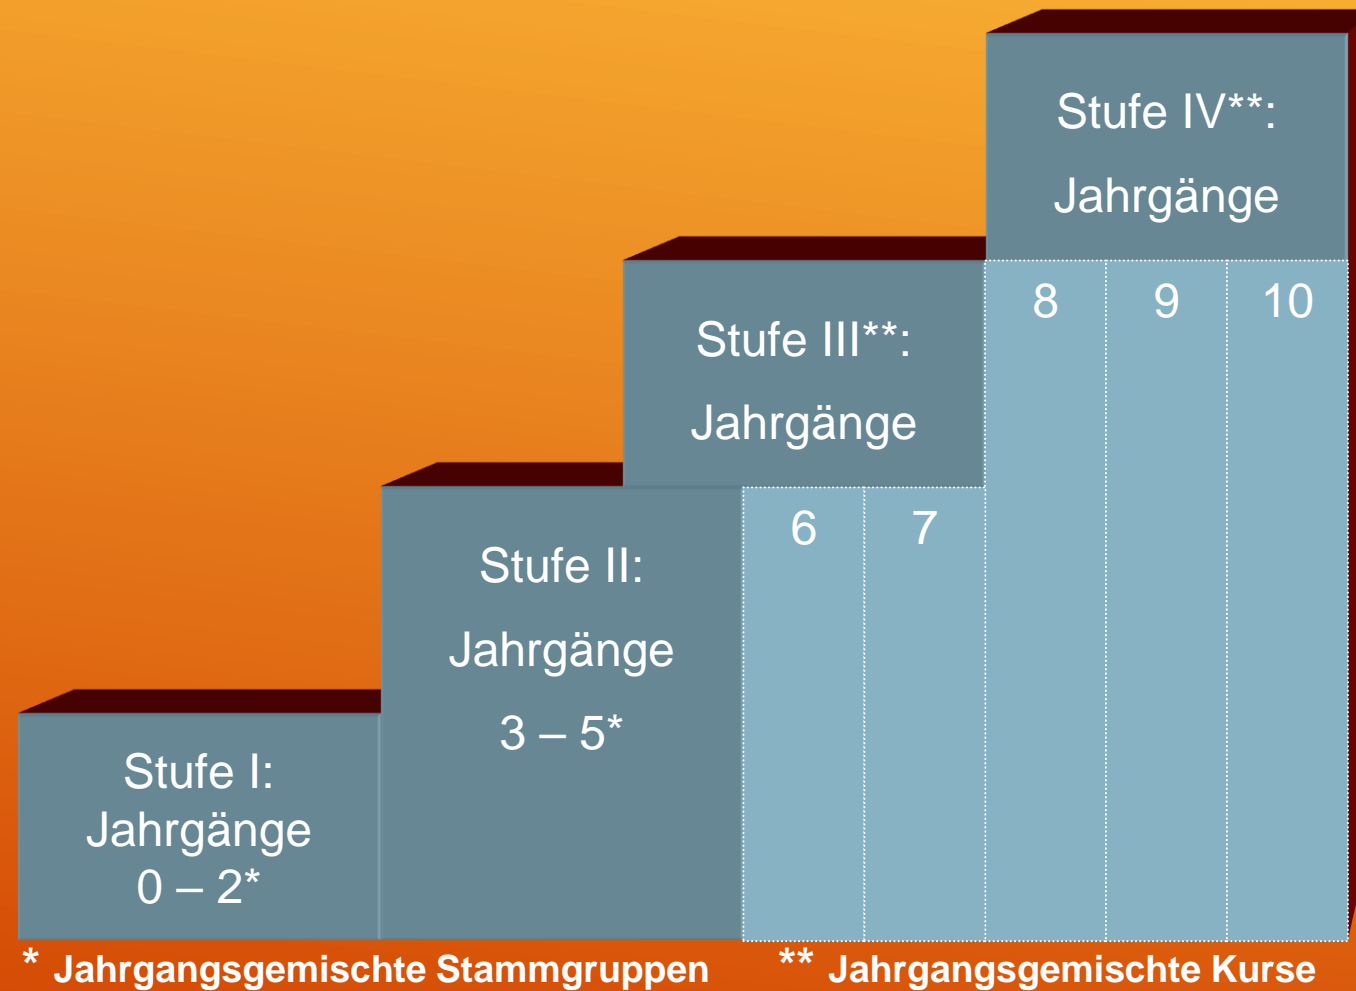 Stufe IV**:
Jahrgänge
8 9 10
Stufe III**:
Jahrgänge
6 7
Stufe II:
Jahrgänge
3 – 5*
Stufe I:
Jahrgänge
0 – 2*
* Jahrgangsgemischte Stammgruppen
** Jahrgangsgemischte Kurse